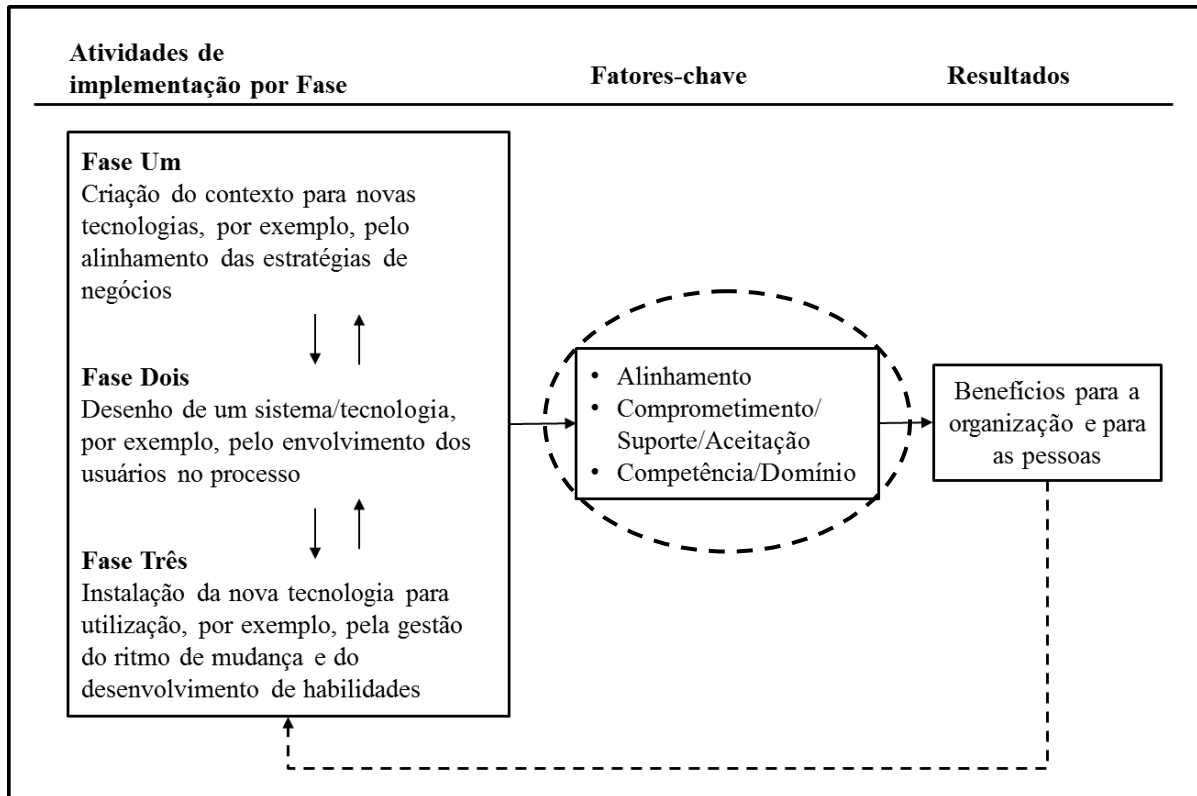 Atividades de
implementação por Fase
Fatores-chave
Resultados
Fase Um
Criação do contexto para novas
tecnologias, por exemplo, pelo
alinhamento das estratégias de
negócios
Fase Dois
Desenho de um sistema/tecnologia,
por exemplo, pelo envolvimento dos
usuários no processo
Fase Três
Instalação da nova tecnologia para
utilização, por exemplo, pela gestão
do ritmo de mudança e do
desenvolvimento de habilidades
• Alinhamento
• Comprometimento/
Suporte/Aceitação
• Competência/Domínio
Benefícios para a
organização e para
as pessoas